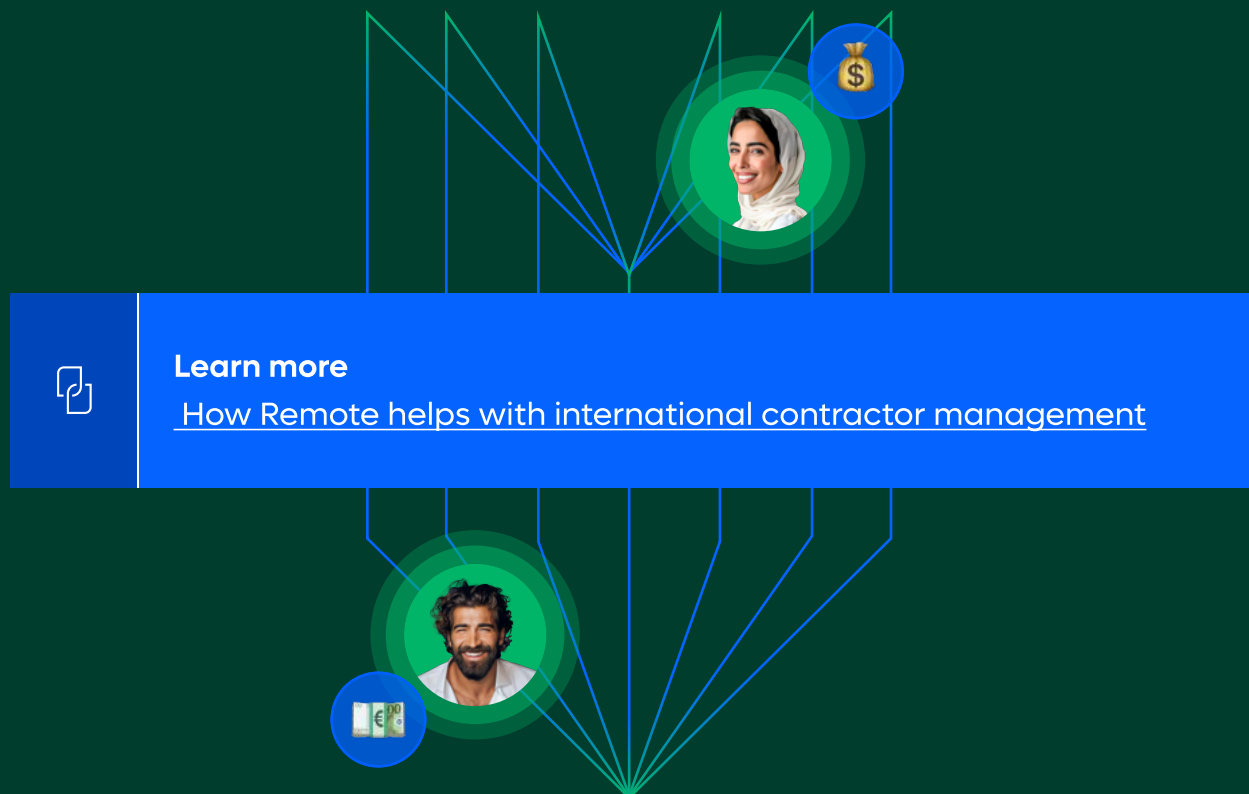 $
Learn more
How Remote helps with international contractor management
€